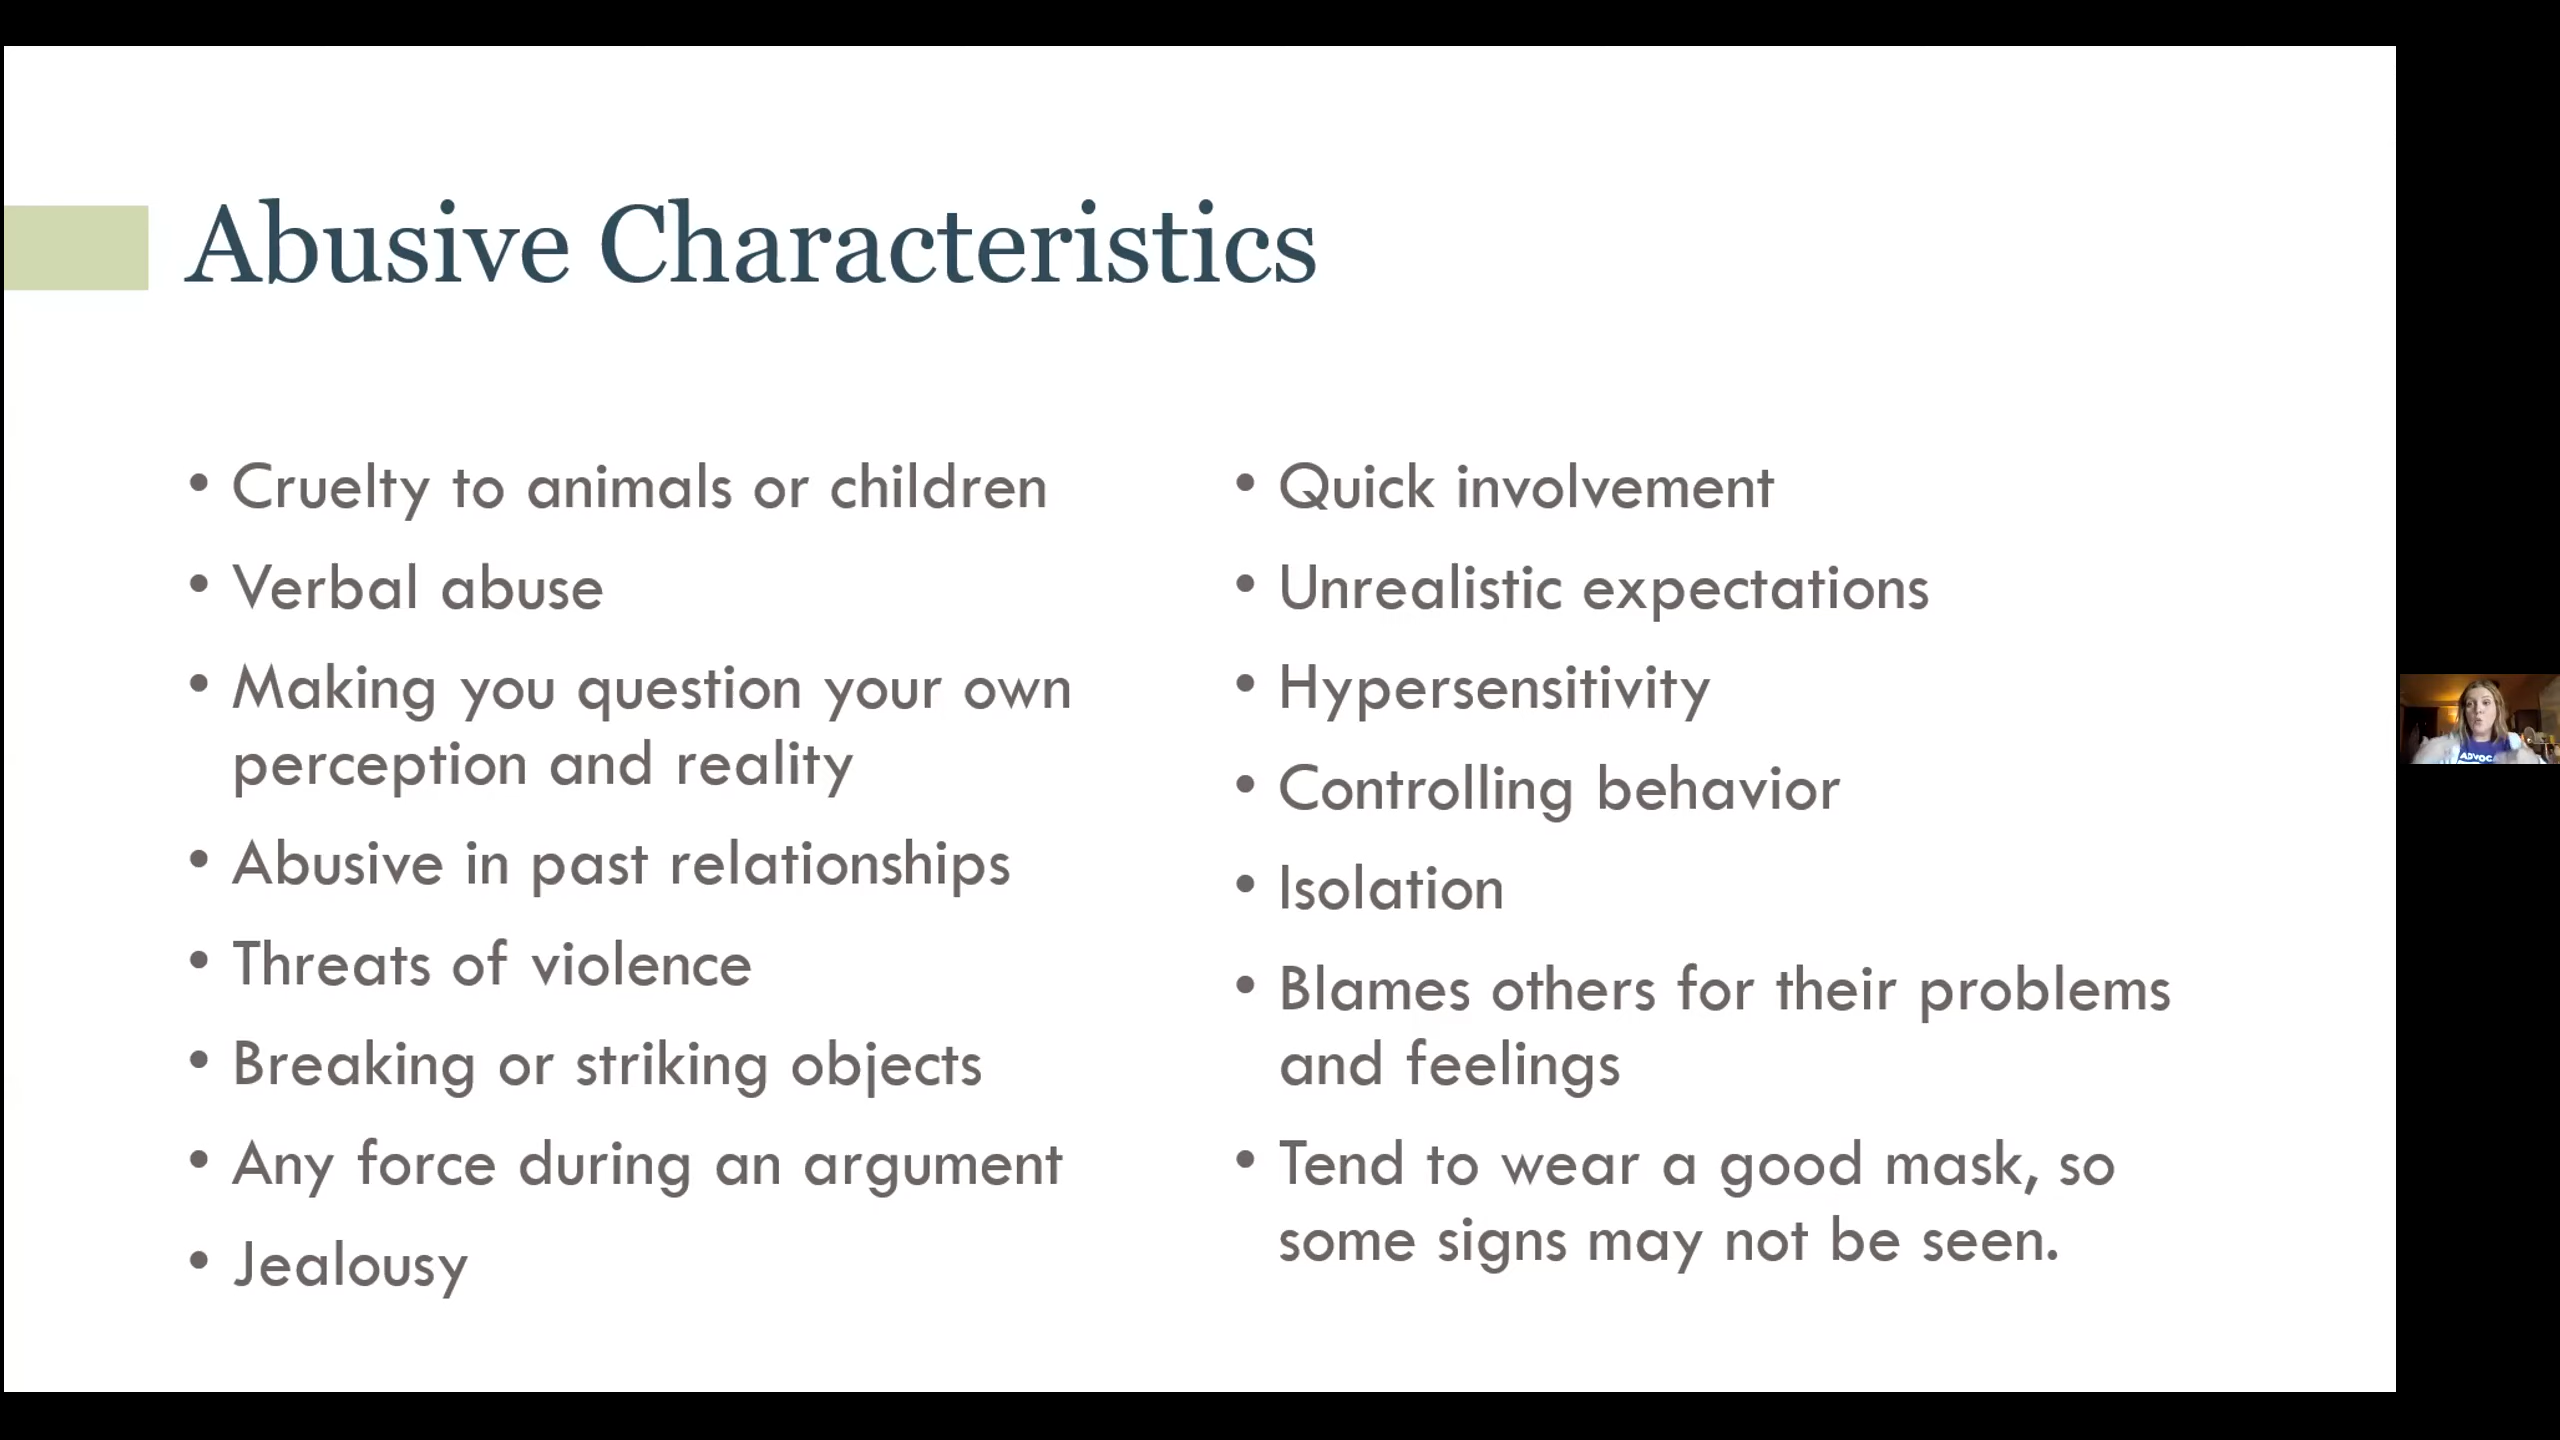 Abusive Characteristics
• Cruelty to animals or children
• Verbal abuse
• Making you question your own
perception and reality
• Abusive in past relationships
• Threats of violence
• Breaking or striking objects
• Any force during an argument
• Jealousy
• Quick involvement
• Unrealistic expectations
• Hypersensitivity
• Controlling behavior
• Isolation
• Blames others for their problems
and feelings
• Tend to wear a good mask, so
some signs may not be seen.
ADVOC